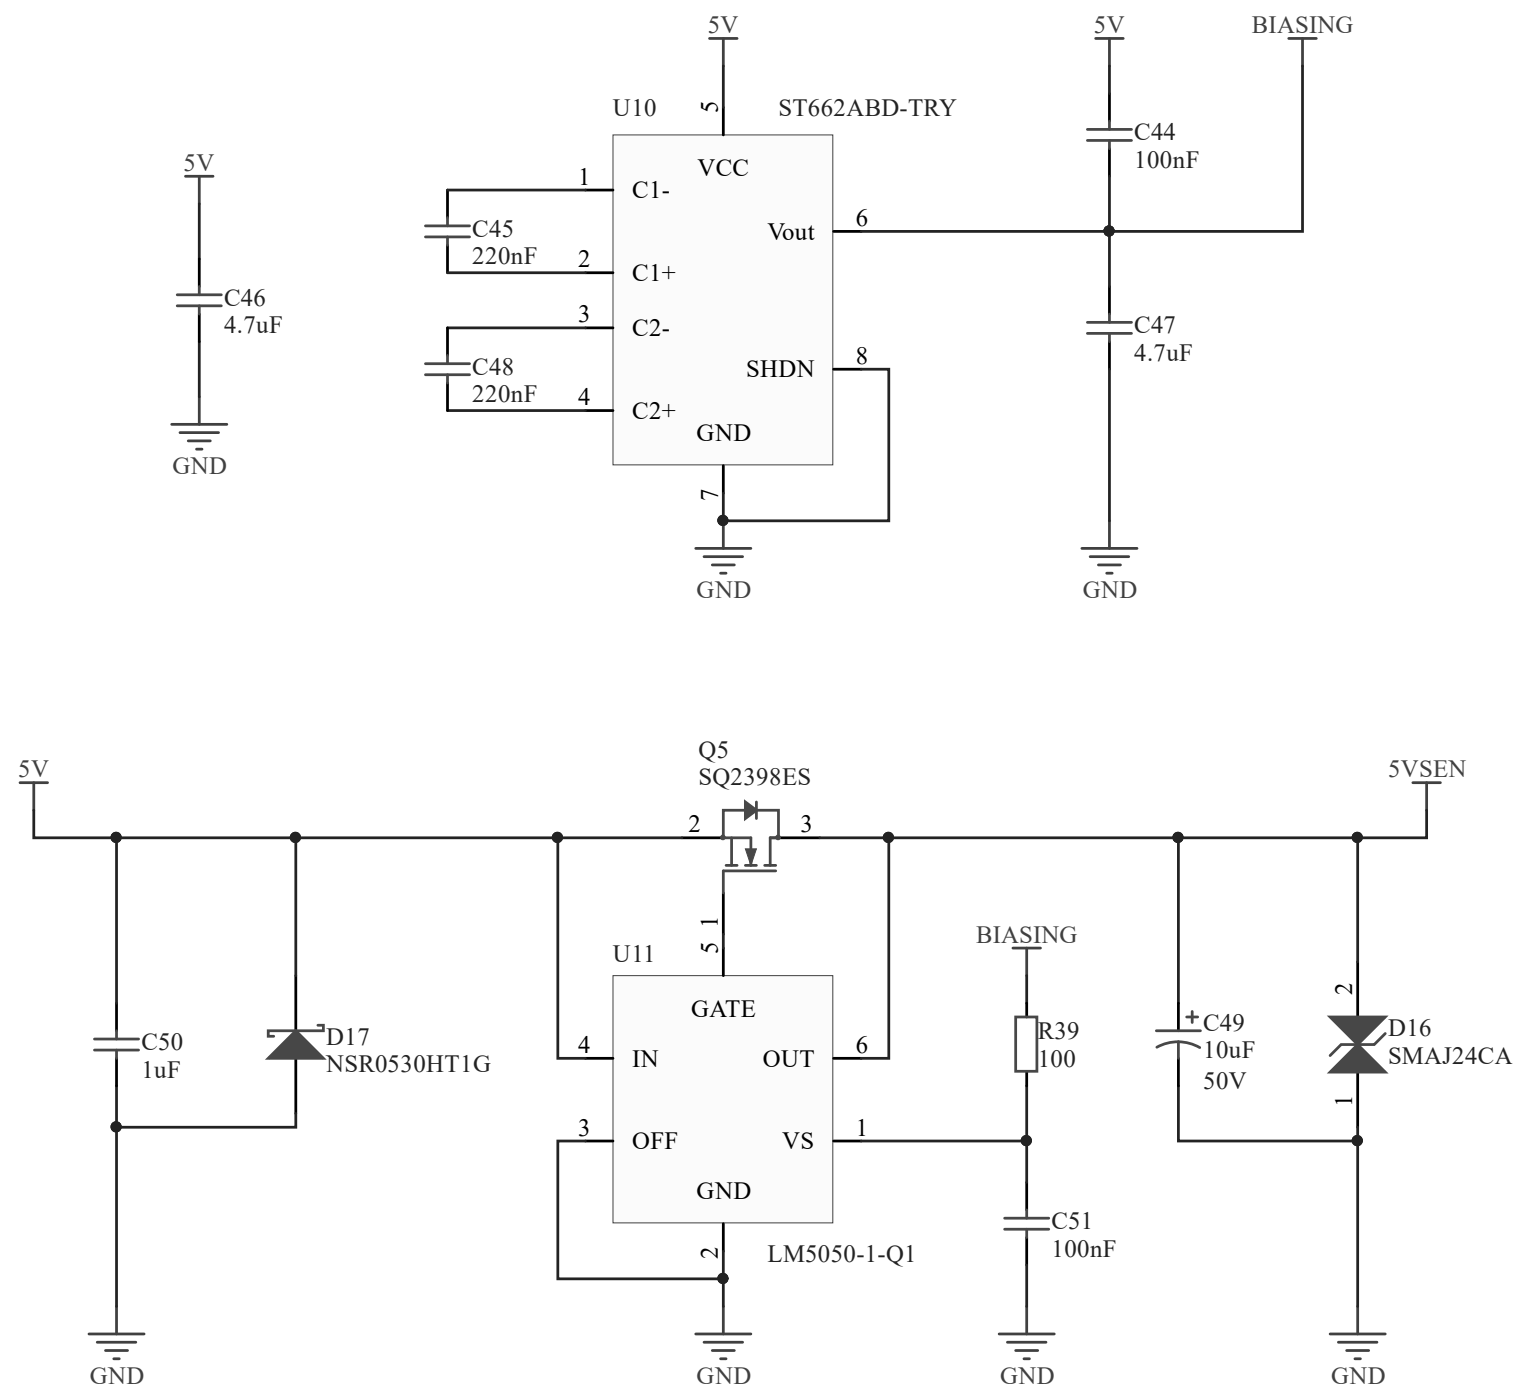 5V
5V
BIASING
U10
5
ST662ABD-TRY
C44
100nF
VCC
5V
1
C1-
C45
220nF
Vout
6
2
C1+
C46
4.7uF
3
C2-
C47
4.7uF
C48
220nF
SHDN
8
4
C2+
GND
GND
7
GND
GND
Q5
SQ2398ES
5V
5VSEN
2
3
1
5
BIASING
U11
GATE
2
C50
1uF
D17
NSR0530HT1G
4
IN
OUT
6
R39
100
C49
10uF
50V
D16
SMAJ24CA
1
3
OFF
VS
1
GND
C51
100nF
2
LM5050-1-Q1
GND
GND
GND
GND
+